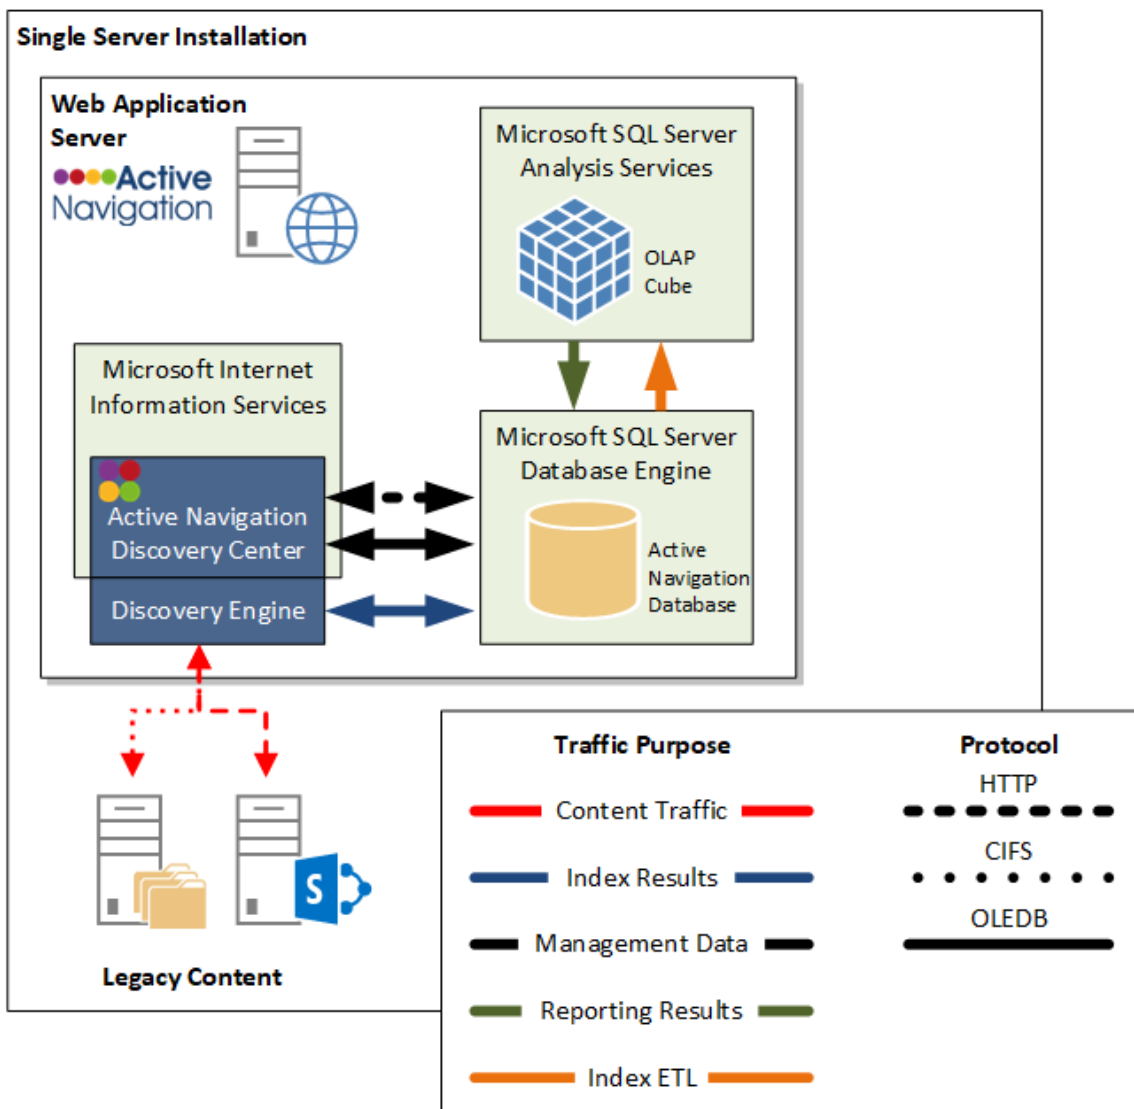 Single Server Installation
Web Application
Server
Active
Navigation
Microsoft SQL Server
Analysis Services
OLAP
Cube
Microsoft Internet
Information Services
Active Navigation
Discovery Center
Discovery Engine
Microsoft SQL Server
Database Engine
Active
Navigation
Database
S
Legacy Content
Traffic Purpose
Content Traffic
Index Results
Management Data
Reporting Results
Index ETL
Protocol
HTTP
CIFS
OLEDB